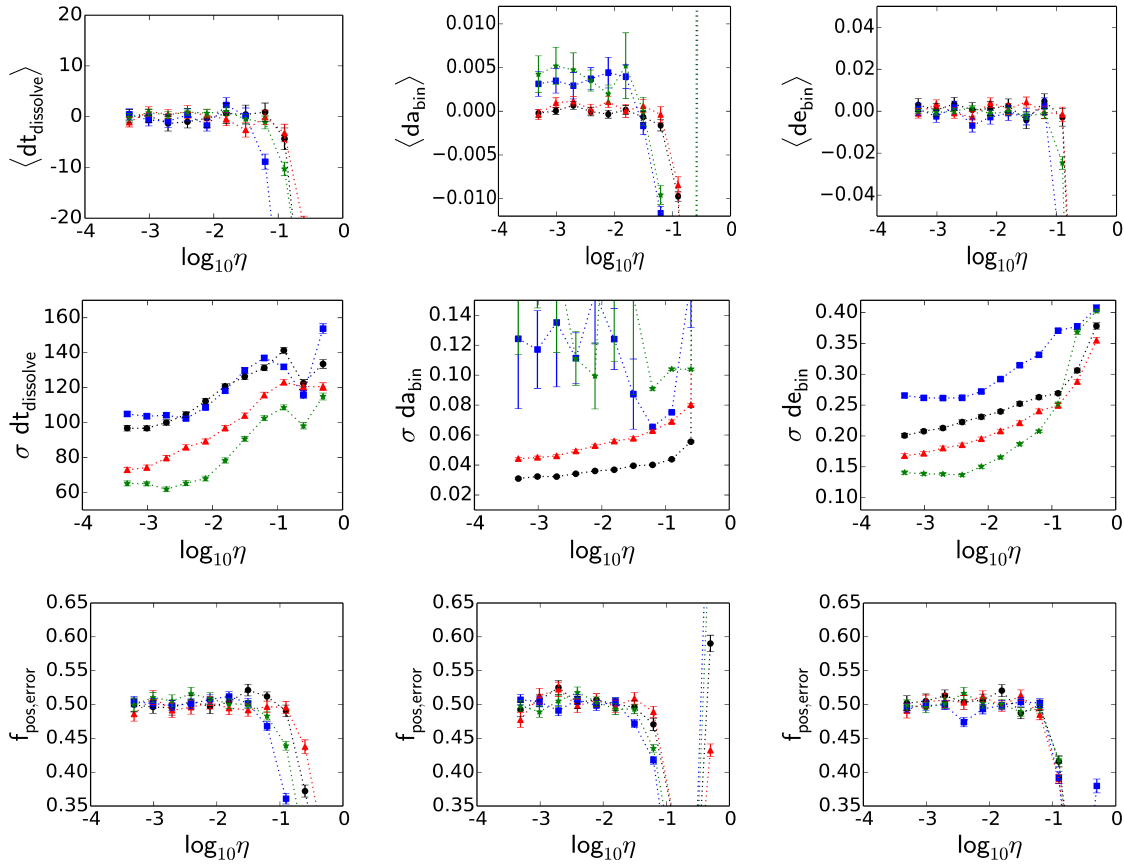 20
10
0
−10
−20
⟨dt_dissolve⟩
-4 -3 -2 -1 0
log₁₀η
0.010
0.005
0.000
−0.005
−0.010
⟨da_bin⟩
-4 -3 -2 -1 0
log₁₀η
0.04
0.02
0.00
−0.02
−0.04
⟨de_bin⟩
-4 -3 -2 -1 0
log₁₀η
160
140
120
100
80
60
σ dt_dissolve
-4 -3 -2 -1 0
log₁₀η
0.14
0.12
0.10
0.08
0.06
0.04
0.02
σ da_bin
-4 -3 -2 -1 0
log₁₀η
0.40
0.35
0.30
0.25
0.20
0.15
0.10
σ de_bin
-4 -3 -2 -1 0
log₁₀η
0.65
0.60
0.55
0.50
0.45
0.40
0.35
f_pos,error
-4 -3 -2 -1 0
log₁₀η
0.65
0.60
0.55
0.50
0.45
0.40
0.35
f_pos,error
-4 -3 -2 -1 0
log₁₀η
0.65
0.60
0.55
0.50
0.45
0.40
0.35
f_pos,error
-4 -3 -2 -1 0
log₁₀η